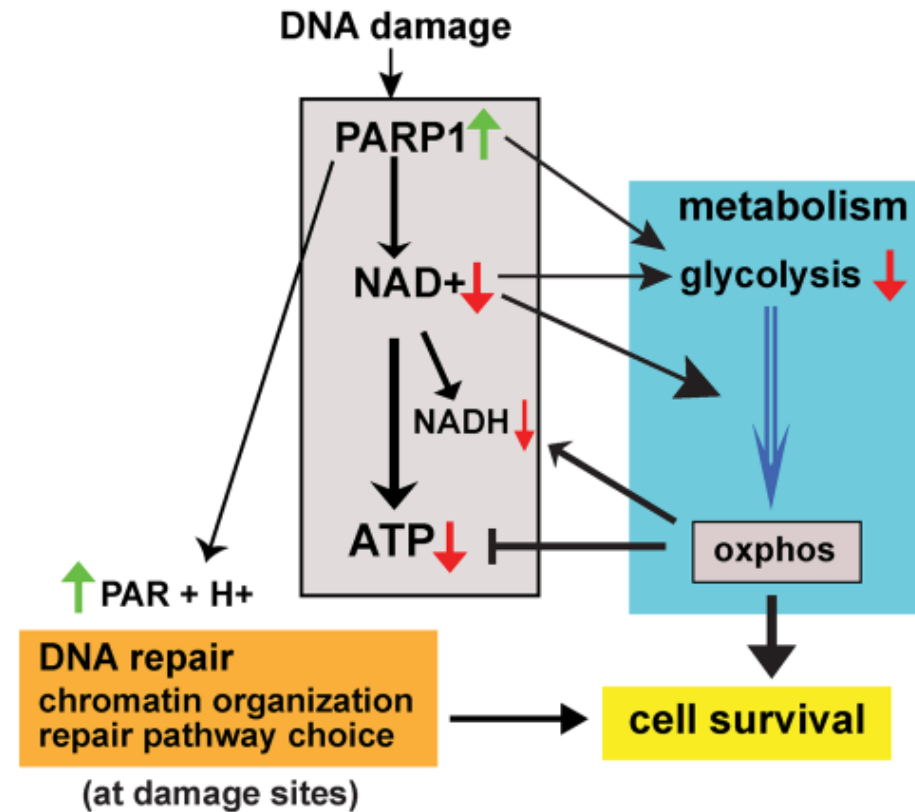 DNA damage
PARP1
metabolism
glycolysis
NAD+
NADH
ATP
oxphos
PAR + H+
DNA repair
chromatin organization
repair pathway choice
cell survival
(at damage sites)